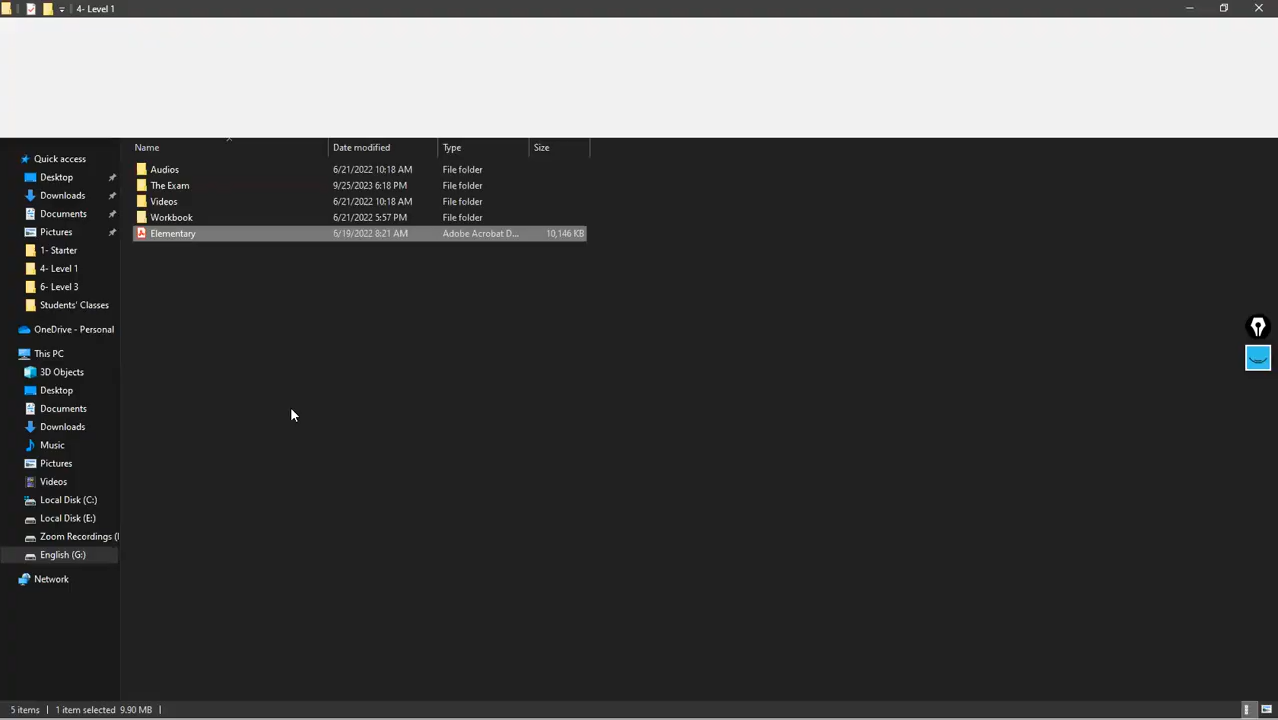 4- Level 1
Name Date modified Type Size
Audios 6/21/2022 10:18 AM File folder
The Exam 9/25/2023 6:18 PM File folder
Videos 6/21/2022 10:18 AM File folder
Workbook 6/21/2022 5:57 PM File folder
Elementary 6/19/2022 8:21 AM Adobe Acrobat D... 10,146 KB
Quick access
Desktop
Downloads
Documents
Pictures
1- Starter
4- Level 1
6- Level 3
Students' Classes
OneDrive - Personal
This PC
3D Objects
Desktop
Documents
Downloads
Music
Pictures
Videos
Local Disk (C:)
Local Disk (E:)
Zoom Recordings (
English (G:)
Network
5 items 1 item selected 9.90 MB